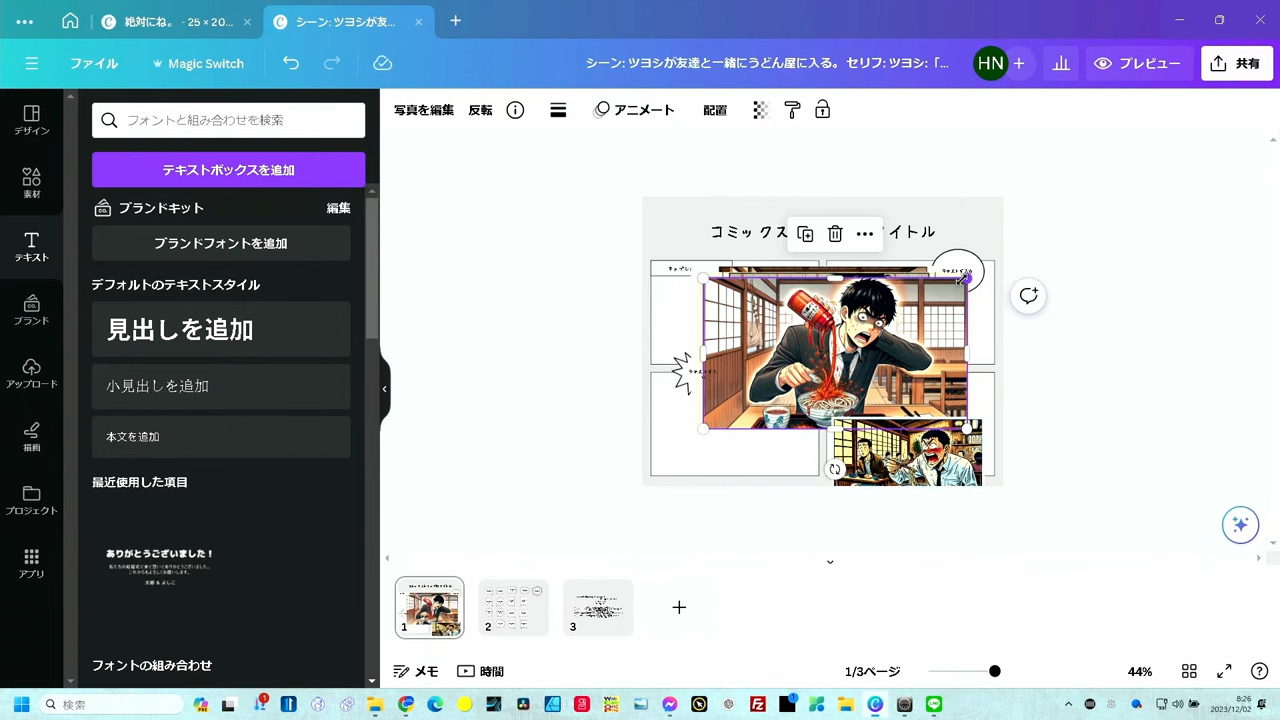 絶対にね。 - 25 × 20...
シーン: ツヨシが友...
ファイル
Magic Switch
シーン: ツヨシが友達と一緒にうどん屋に入る。セリフ: ツヨシ:「...
HN
プレビュー
共有
デザイン
素材
テキスト
ブランド
アップロード
描画
プロジェクト
アプリ
フォントと組み合わせを検索
テキストボックスを追加
ブランドキット
編集
ブランドフォントを追加
デフォルトのテキストスタイル
見出しを追加
小見出しを追加
本文を追加
最近使用した項目
ありがとうございました！
フォントの組み合わせ
写真を編集
反転
アニメート
配置
コミックス
イトル
1
2
3
メモ
時間
1/3ページ
44%
検索
8:26
2023/12/02